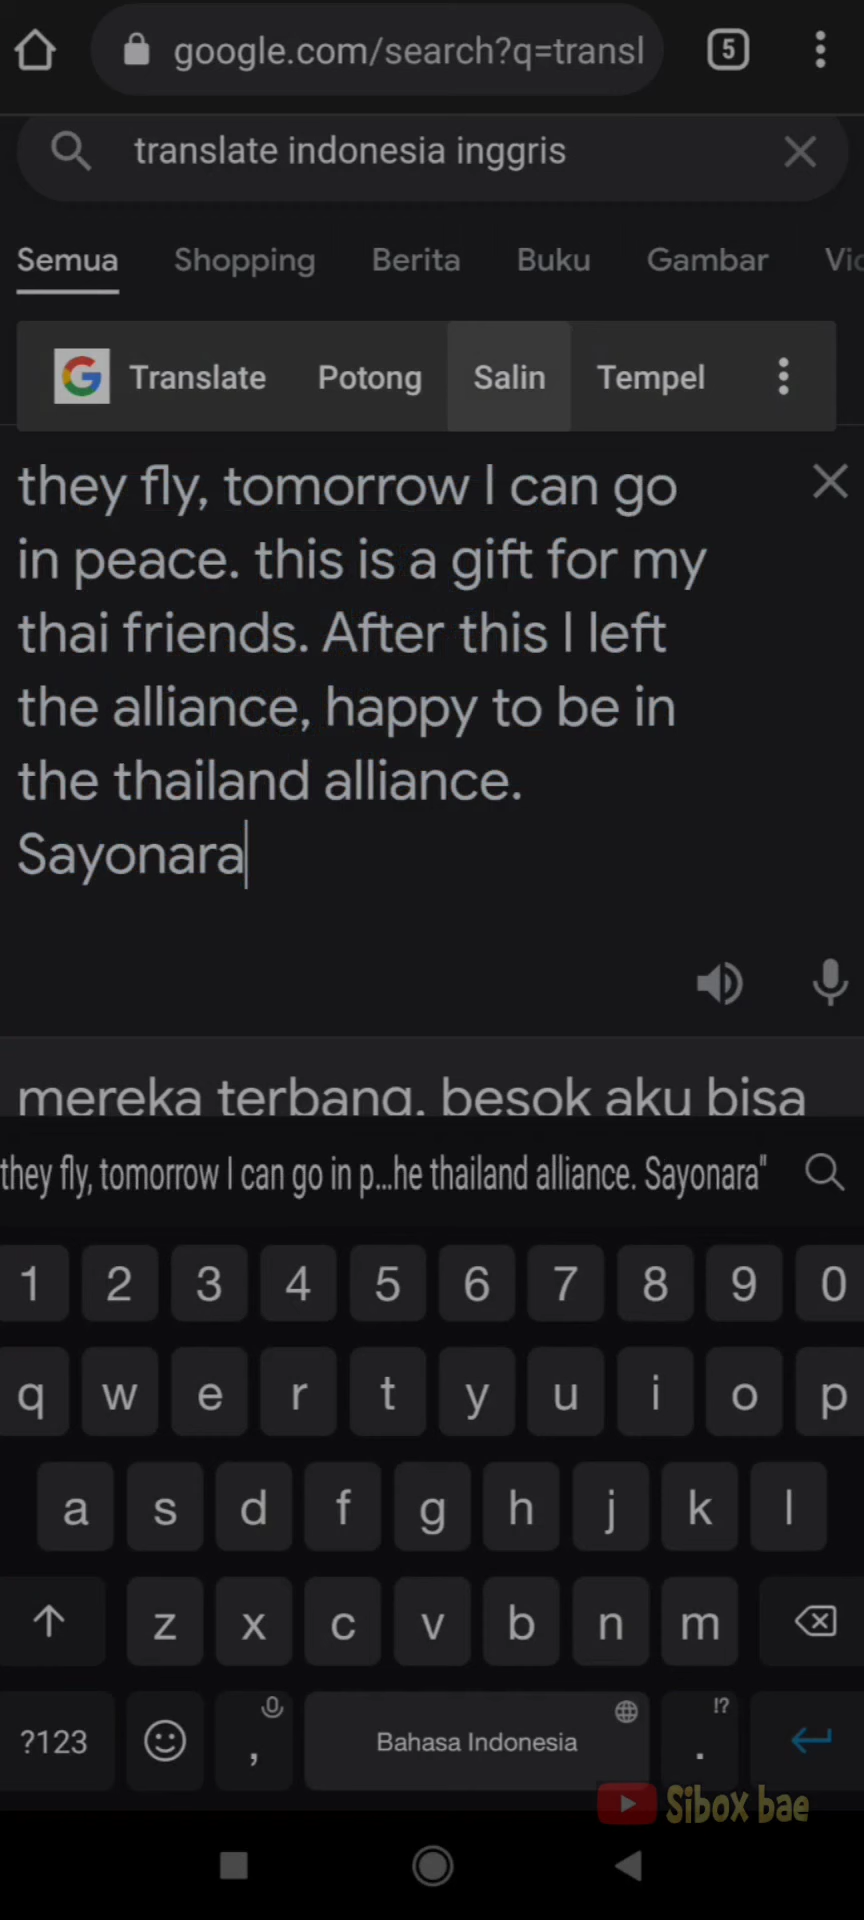 google.com/search?q=transl
5
translate indonesia inggris
Semua Shopping Berita Buku Gambar Vic
Translate Potong Salin Tempel
they fly, tomorrow I can go
in peace. this is a gift for my
thai friends. After this I left
the alliance, happy to be in
the thailand alliance.
Sayonara
mereka terbang, besok aku bisa
they fly, tomorrow I can go in p...he thailand alliance. Sayonara"
1 2 3 4 5 6 7 8 9 0
q w e r t y u i o p
a s d f g h j k l
z x c v b n m
?123 , Bahasa Indonesia . !?
Sibox bae